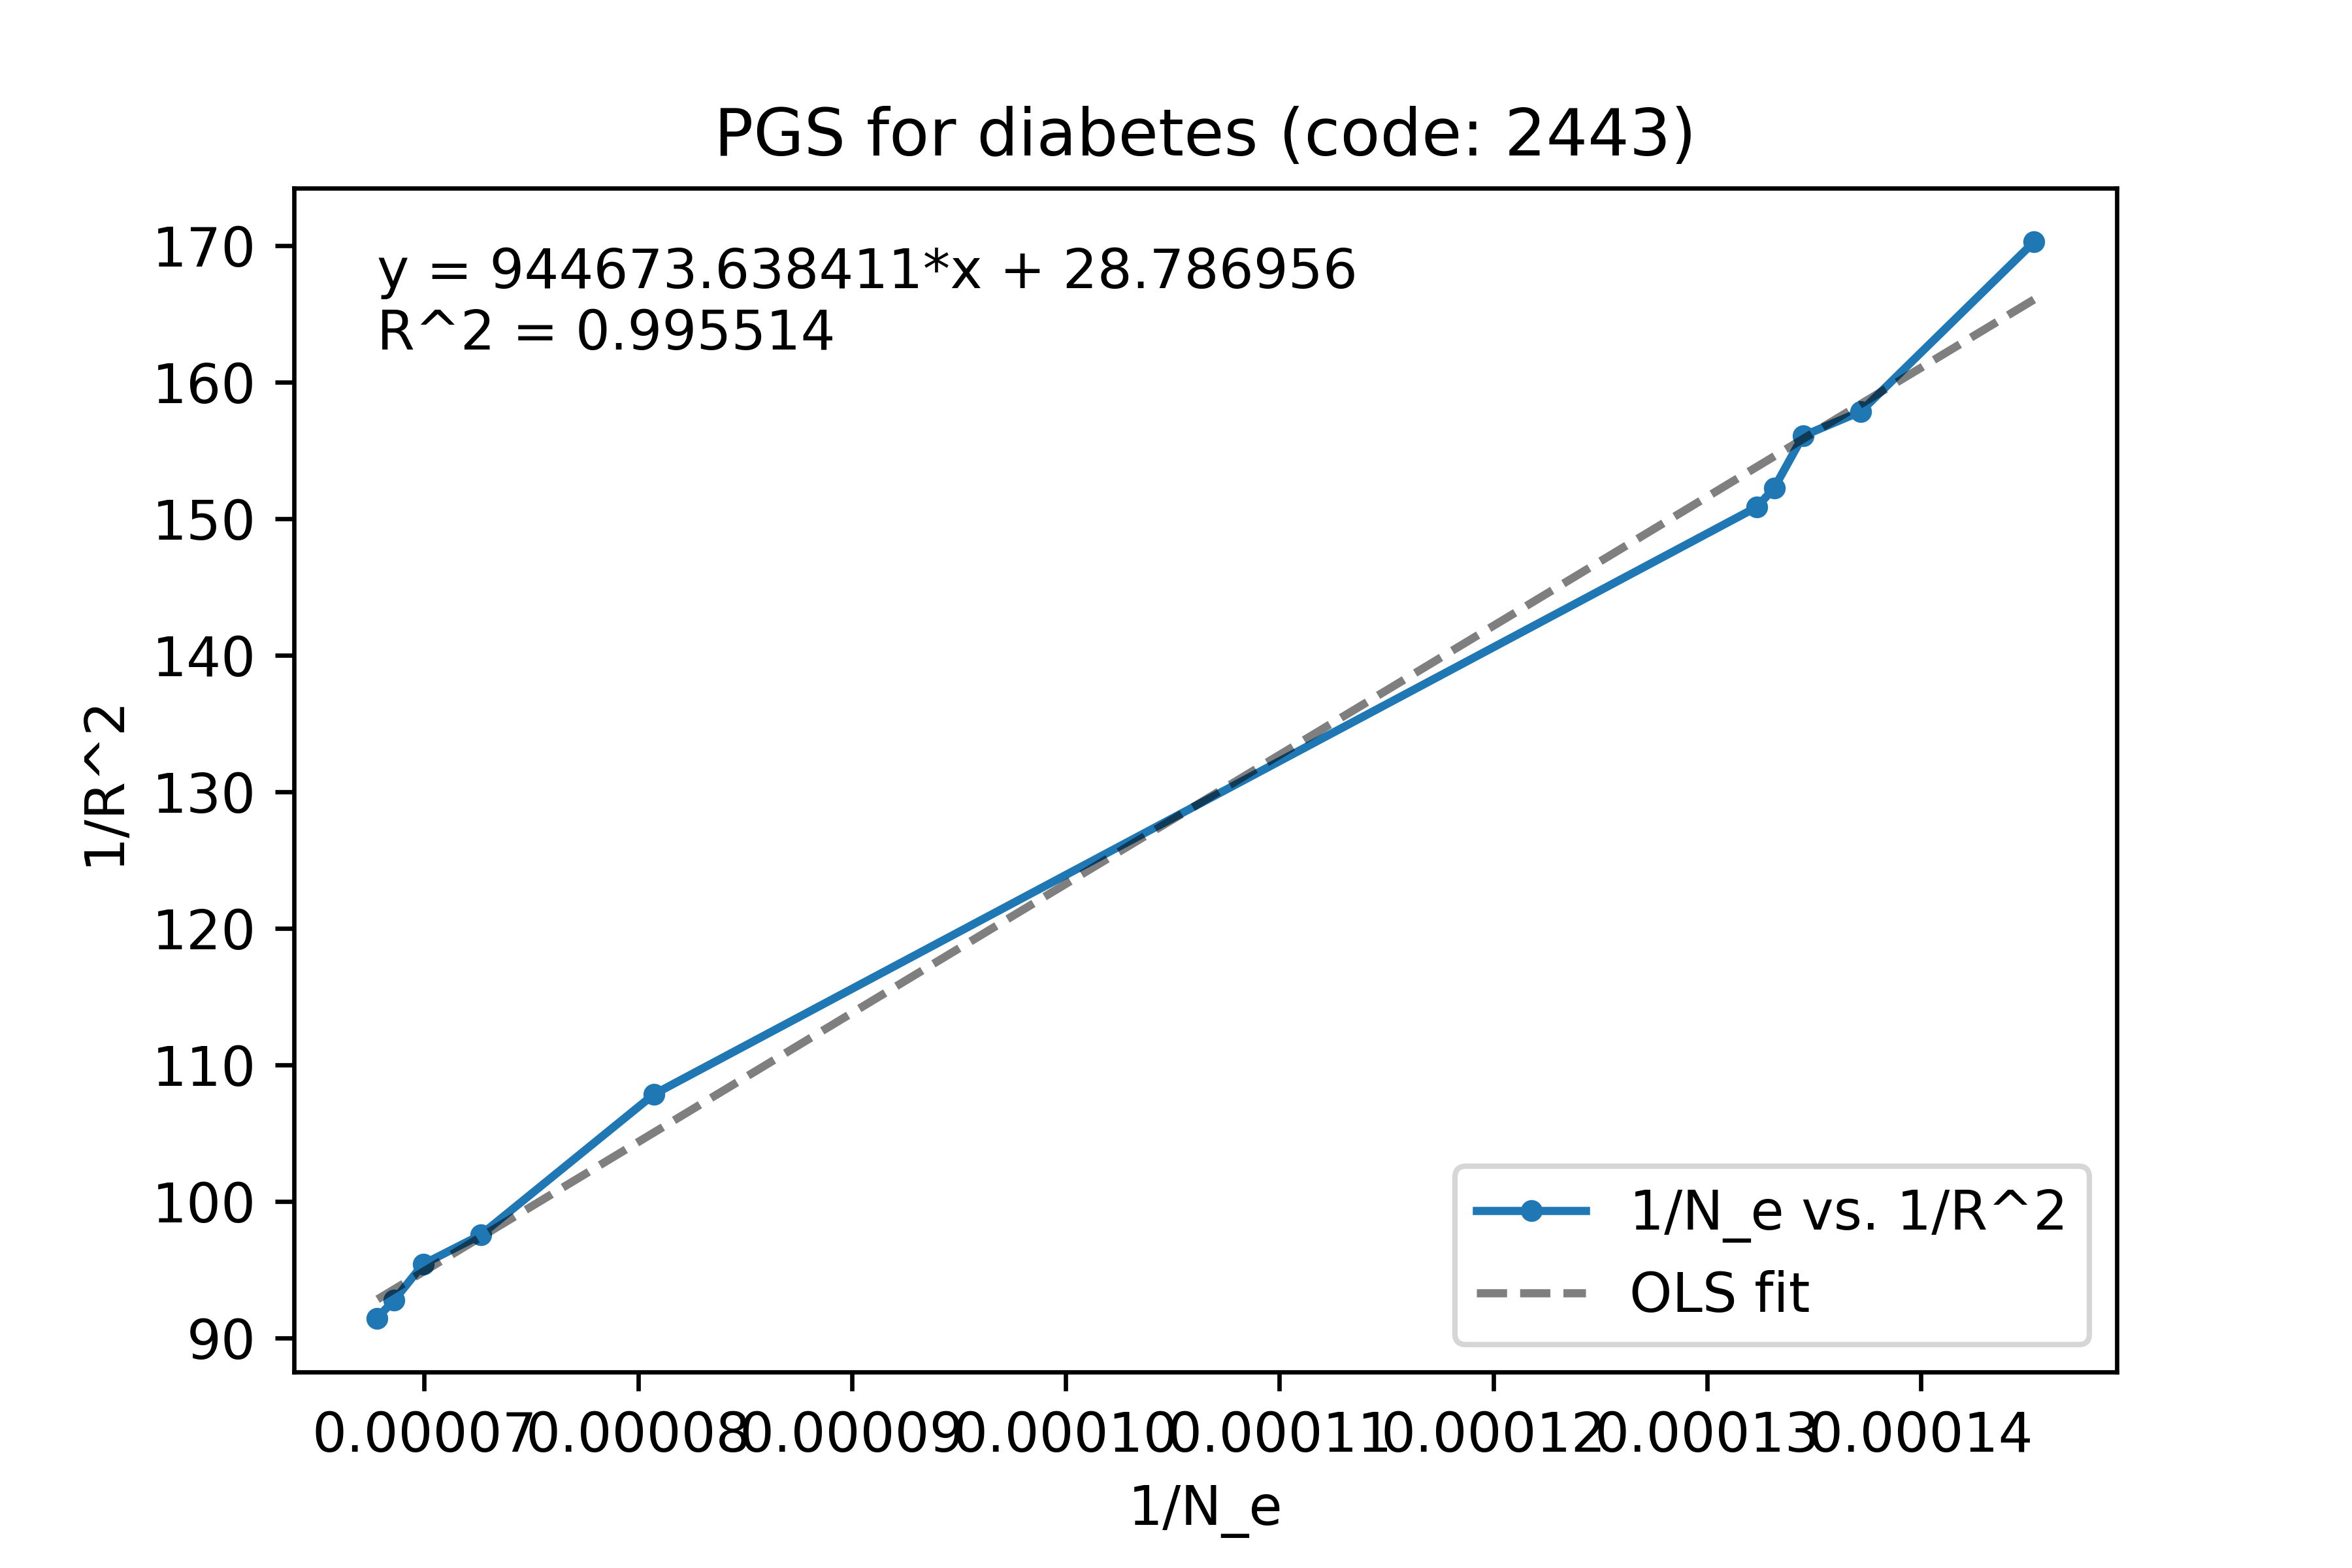 PGS for diabetes (code: 2443)
y = 944673.638411*x + 28.786956
R^2 = 0.995514
170
160
150
140
130
120
110
100
90
1/R^2
1/N_e vs. 1/R^2
OLS fit
0.00007 0.00008 0.00009 0.00010 0.00011 0.00012 0.00013 0.00014
1/N_e